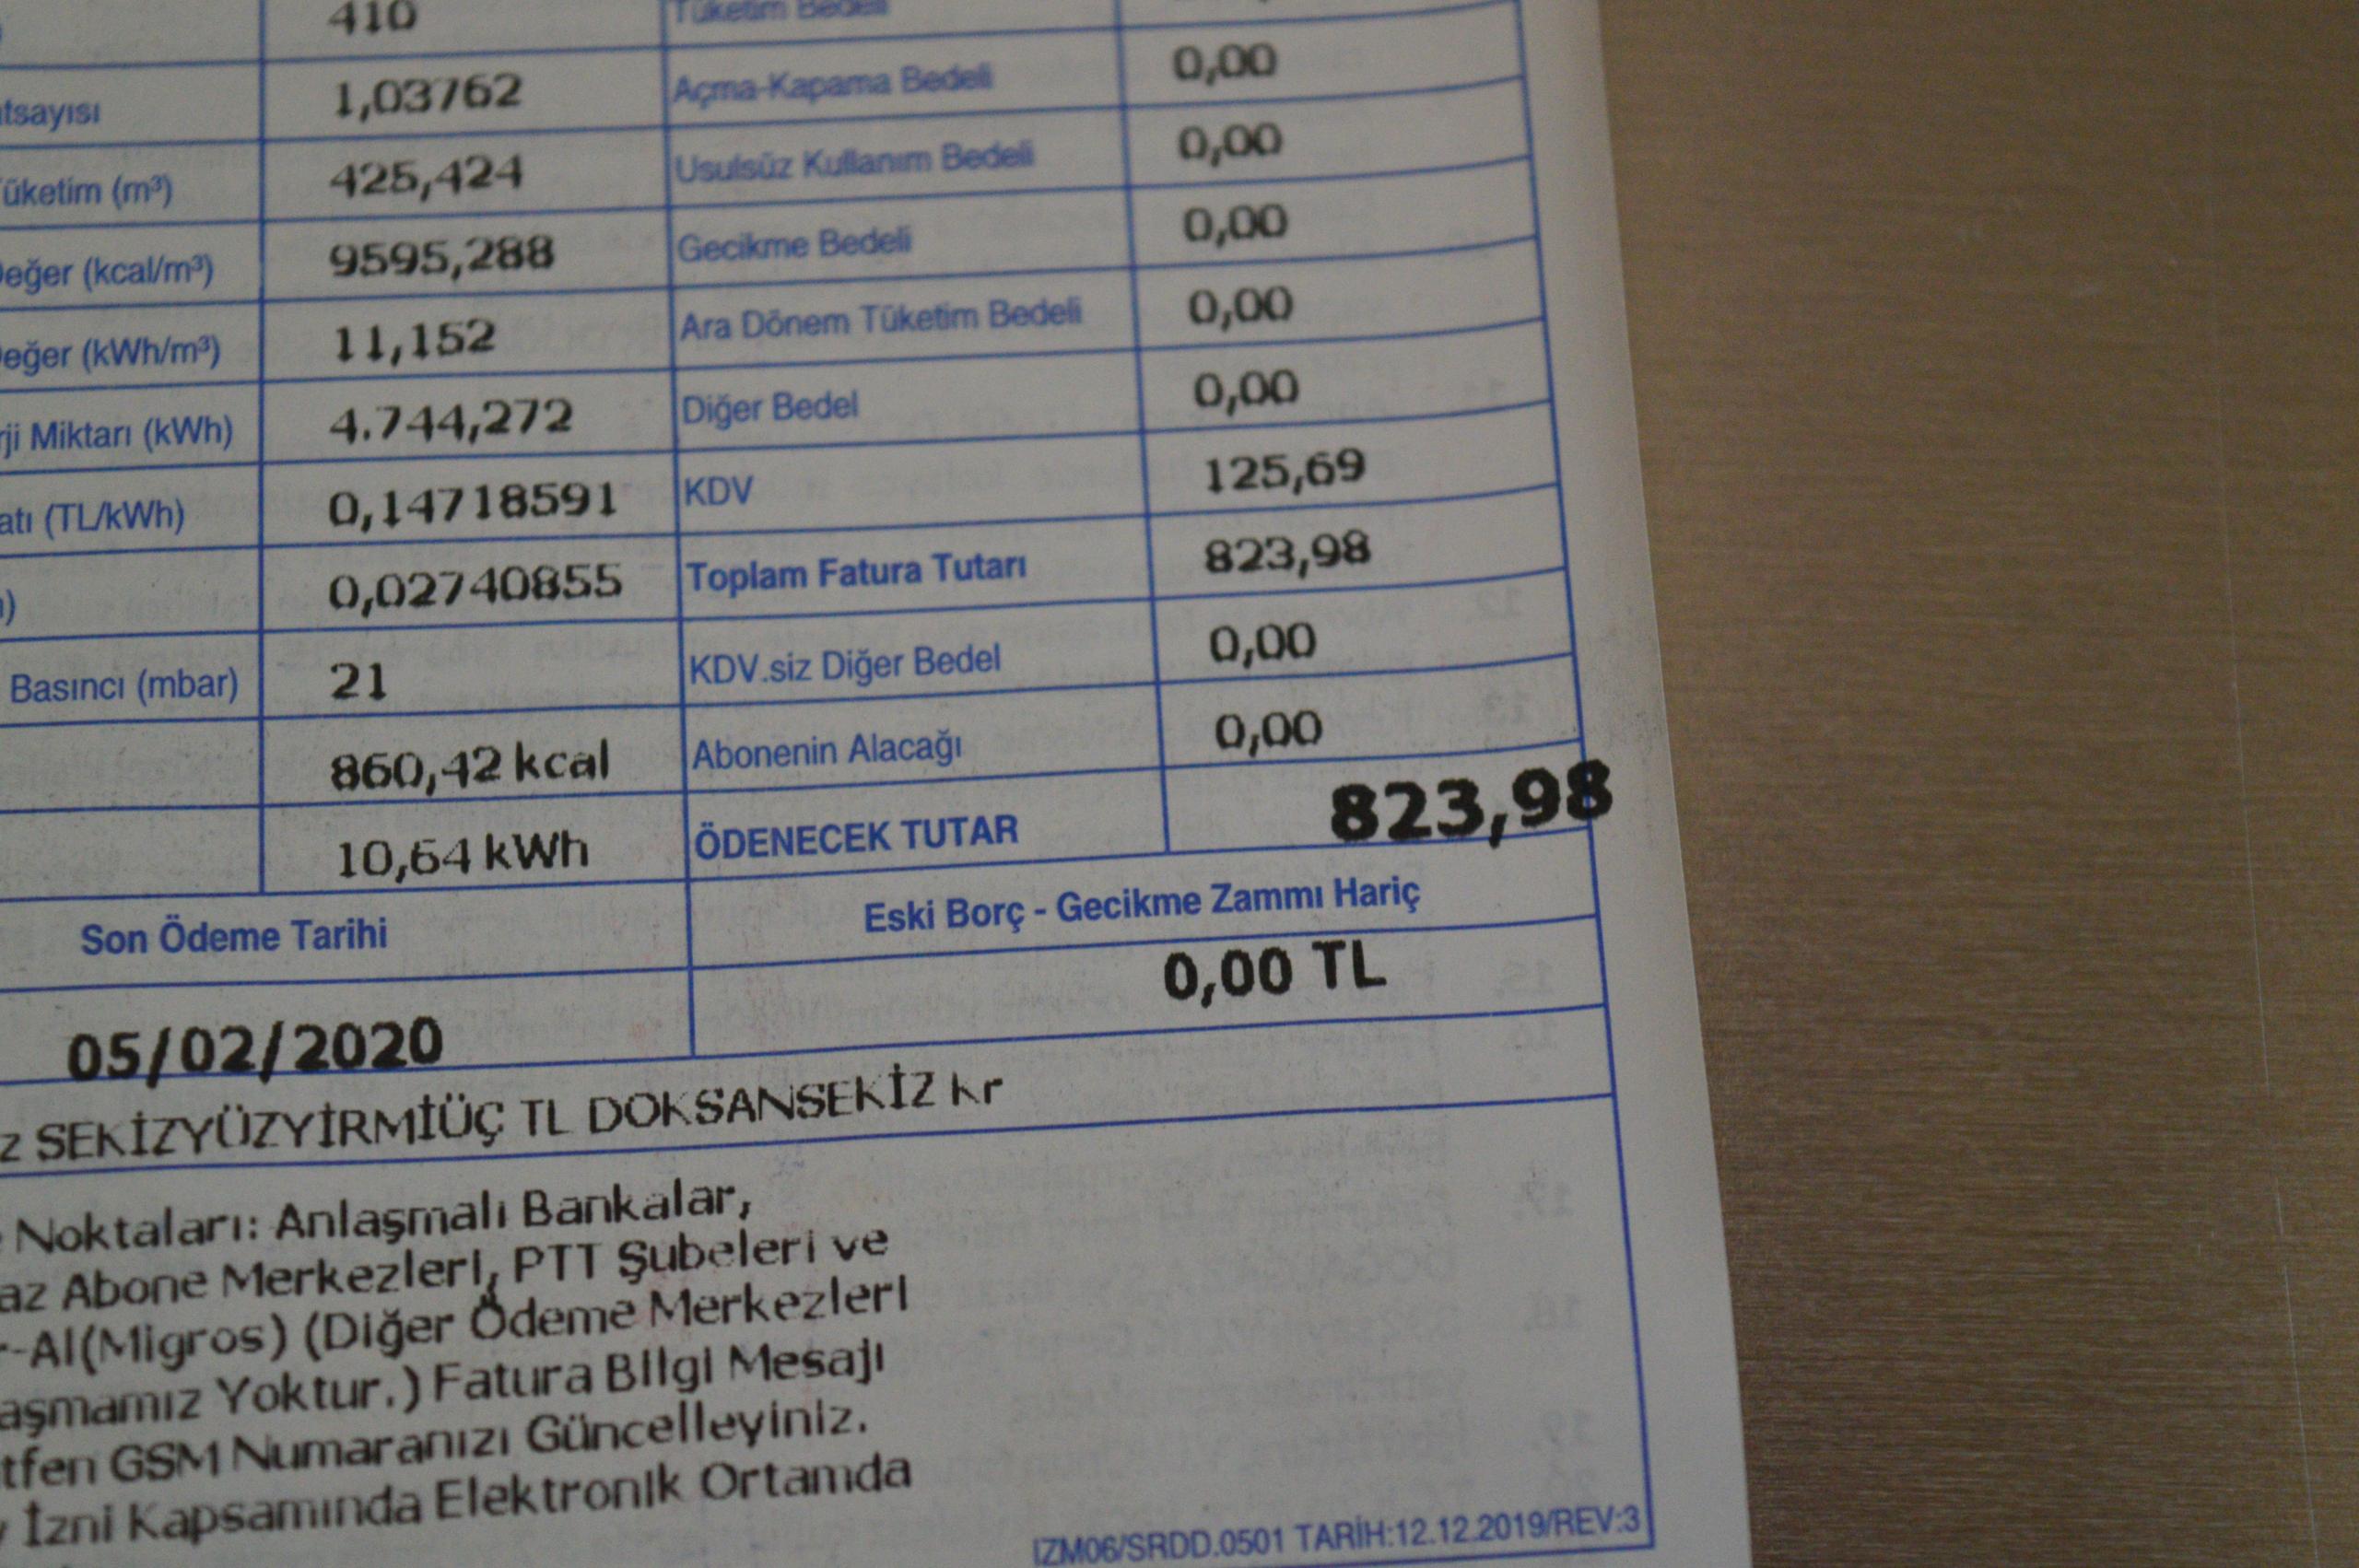 410 Tüketim Bedeli
tsayısı 1,03762 Açma-Kapama Bedeli 0,00
Tüketim (m³) 425,424 Usulsüz Kullanım Bedeli 0,00
Değer (kcal/m³) 9595,288 Gecikme Bedeli 0,00
eğer (kWh/m³) 11,152 Ara Dönem Tüketim Bedeli 0,00
rji Miktarı (kWh) 4.744,272 Diğer Bedel 0,00
atı (TL/kWh) 0,14718591 KDV 125,69
) 0,02740855 Toplam Fatura Tutarı 823,98
Basıncı (mbar) 21 KDV.siz Diğer Bedel 0,00
860,42 kcal Abonenin Alacağı 0,00
10,64 kWh ÖDENECEK TUTAR 823,98
Son Ödeme Tarihi Eski Borç - Gecikme Zammı Hariç
05/02/2020 0,00 TL
z SEKİZYÜZYİRMİÜÇ TL DOKSANSEKİZ Kr
Noktaları: Anlaşmalı Bankalar,
az Abone Merkezleri, PTT Şubeleri ve
r-Al(Migros) (Diğer Ödeme Merkezleri
aşmamız Yoktur.) Fatura Bilgi Mesajı
tfen GSM Numaranızı Güncelleyiniz.
İzni Kapsamında Elektronik Ortamda
IZM06/SRDD.0501 TARİH:12.12.2019/REV:3